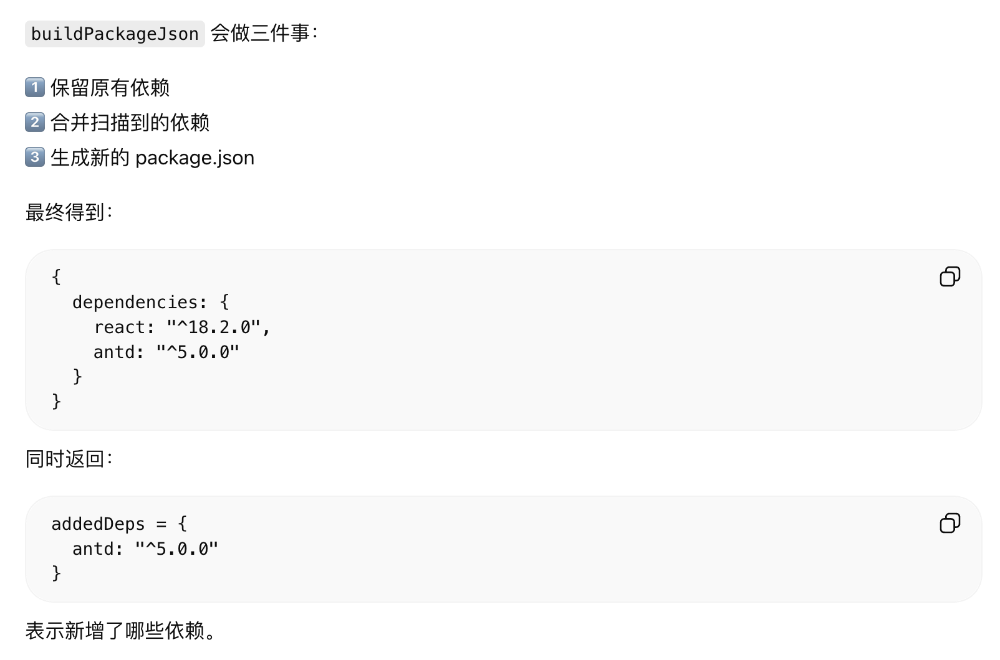 buildPackageJson 会做三件事：
1️⃣ 保留原有依赖
2️⃣ 合并扫描到的依赖
3️⃣ 生成新的 package.json
最终得到：
{
  dependencies: {
    react: "^18.2.0",
    antd: "^5.0.0"
  }
}
同时返回：
addedDeps = {
  antd: "^5.0.0"
}
表示新增了哪些依赖。